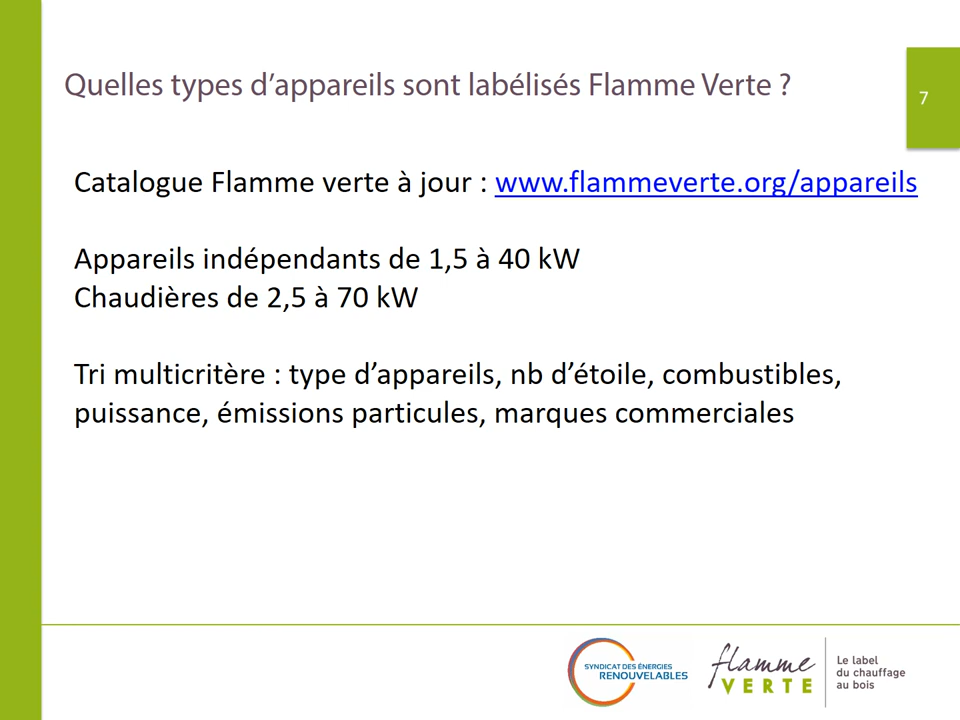 Quelles types d’appareils sont labélisés Flamme Verte ?
7
Catalogue Flamme verte à jour : www.flammeverte.org/appareils
Appareils indépendants de 1,5 à 40 kW
Chaudières de 2,5 à 70 kW
Tri multicritère : type d’appareils, nb d’étoile, combustibles,
puissance, émissions particules, marques commerciales
SYNDICAT DES ÉNERGIES
RENOUVELABLES
flamme
VERTE
Le label
du chauffage
au bois